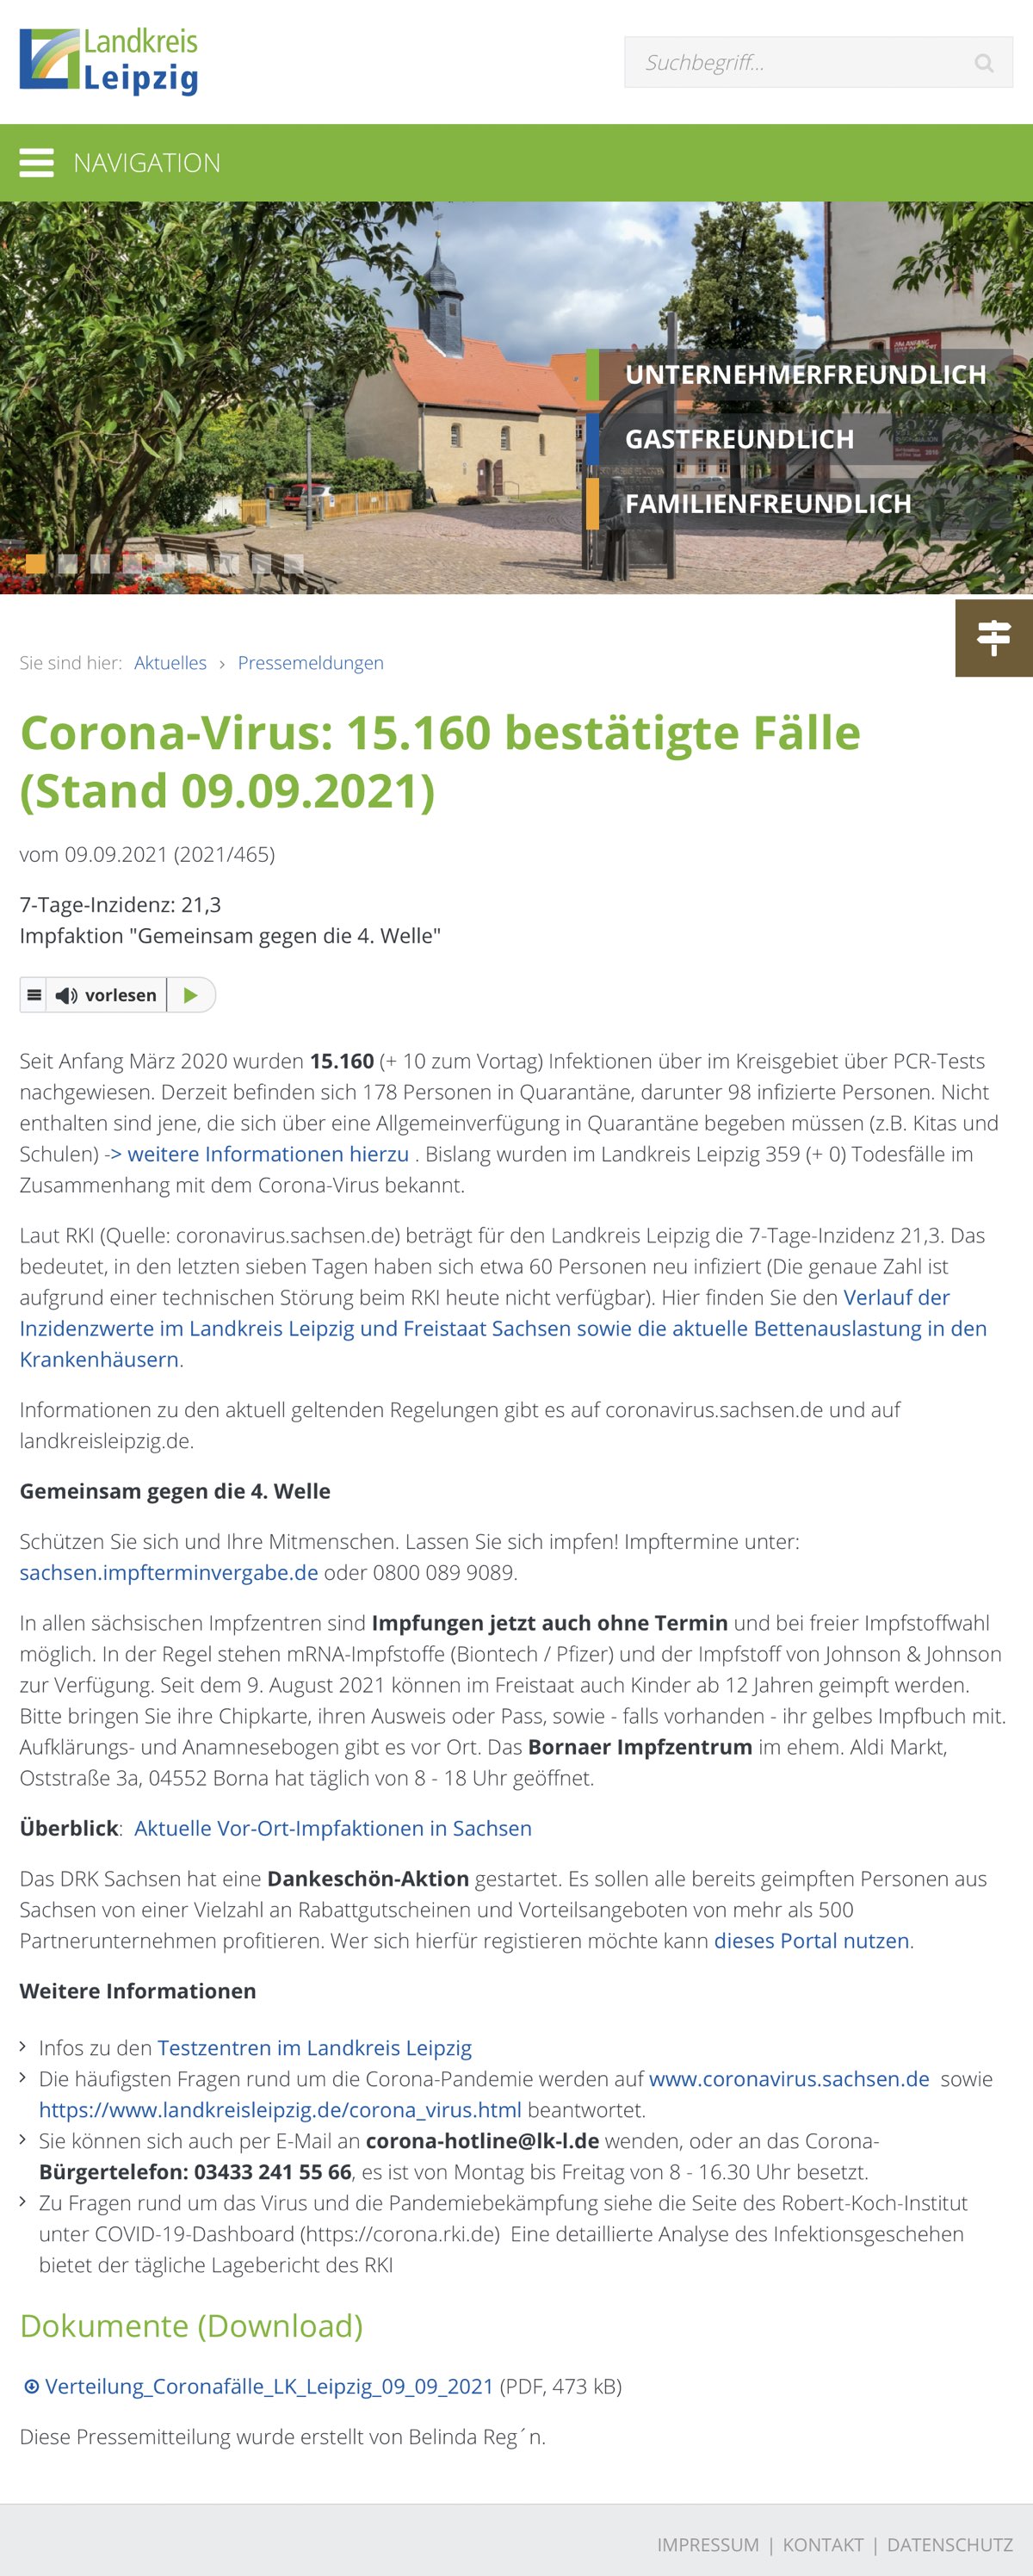 Landkreis
Leipzig
Suchbegriff...
NAVIGATION
UNTERNEHMERFREUNDLICH
GASTFREUNDLICH
FAMILIENFREUNDLICH
Sie sind hier: Aktuelles › Pressemeldungen
Corona-Virus: 15.160 bestätigte Fälle
(Stand 09.09.2021)
vom 09.09.2021 (2021/465)
7-Tage-Inzidenz: 21,3
Impfaktion "Gemeinsam gegen die 4. Welle"
vorlesen
Seit Anfang März 2020 wurden 15.160 (+ 10 zum Vortag) Infektionen über im Kreisgebiet über PCR-Tests
nachgewiesen. Derzeit befinden sich 178 Personen in Quarantäne, darunter 98 infizierte Personen. Nicht
enthalten sind jene, die sich über eine Allgemeinverfügung in Quarantäne begeben müssen (z.B. Kitas und
Schulen) -> weitere Informationen hierzu . Bislang wurden im Landkreis Leipzig 359 (+ 0) Todesfälle im
Zusammenhang mit dem Corona-Virus bekannt.
Laut RKI (Quelle: coronavirus.sachsen.de) beträgt für den Landkreis Leipzig die 7-Tage-Inzidenz 21,3. Das
bedeutet, in den letzten sieben Tagen haben sich etwa 60 Personen neu infiziert (Die genaue Zahl ist
aufgrund einer technischen Störung beim RKI heute nicht verfügbar). Hier finden Sie den Verlauf der
Inzidenzwerte im Landkreis Leipzig und Freistaat Sachsen sowie die aktuelle Bettenauslastung in den
Krankenhäusern.
Informationen zu den aktuell geltenden Regelungen gibt es auf coronavirus.sachsen.de und auf
landkreisleipzig.de.
Gemeinsam gegen die 4. Welle
Schützen Sie sich und Ihre Mitmenschen. Lassen Sie sich impfen! Impftermine unter:
sachsen.impfterminvergabe.de oder 0800 089 9089.
In allen sächsischen Impfzentren sind Impfungen jetzt auch ohne Termin und bei freier Impfstoffwahl
möglich. In der Regel stehen mRNA-Impfstoffe (Biontech / Pfizer) und der Impfstoff von Johnson & Johnson
zur Verfügung. Seit dem 9. August 2021 können im Freistaat auch Kinder ab 12 Jahren geimpft werden.
Bitte bringen Sie ihre Chipkarte, ihren Ausweis oder Pass, sowie - falls vorhanden - ihr gelbes Impfbuch mit.
Aufklärungs- und Anamnesebogen gibt es vor Ort. Das Bornaer Impfzentrum im ehem. Aldi Markt,
Oststraße 3a, 04552 Borna hat täglich von 8 - 18 Uhr geöffnet.
Überblick: Aktuelle Vor-Ort-Impfaktionen in Sachsen
Das DRK Sachsen hat eine Dankeschön-Aktion gestartet. Es sollen alle bereits geimpften Personen aus
Sachsen von einer Vielzahl an Rabattgutscheinen und Vorteilsangeboten von mehr als 500
Partnerunternehmen profitieren. Wer sich hierfür registieren möchte kann dieses Portal nutzen.
Weitere Informationen
Infos zu den Testzentren im Landkreis Leipzig
Die häufigsten Fragen rund um die Corona-Pandemie werden auf www.coronavirus.sachsen.de sowie
https://www.landkreisleipzig.de/corona_virus.html beantwortet.
Sie können sich auch per E-Mail an corona-hotline@lk-l.de wenden, oder an das Corona-
Bürgertelefon: 03433 241 55 66, es ist von Montag bis Freitag von 8 - 16.30 Uhr besetzt.
Zu Fragen rund um das Virus und die Pandemiebekämpfung siehe die Seite des Robert-Koch-Institut
unter COVID-19-Dashboard (https://corona.rki.de) Eine detaillierte Analyse des Infektionsgeschehen
bietet der tägliche Lagebericht des RKI
Dokumente (Download)
Verteilung_Coronafälle_LK_Leipzig_09_09_2021 (PDF, 473 kB)
Diese Pressemitteilung wurde erstellt von Belinda Reg´n.
IMPRESSUM | KONTAKT | DATENSCHUTZ